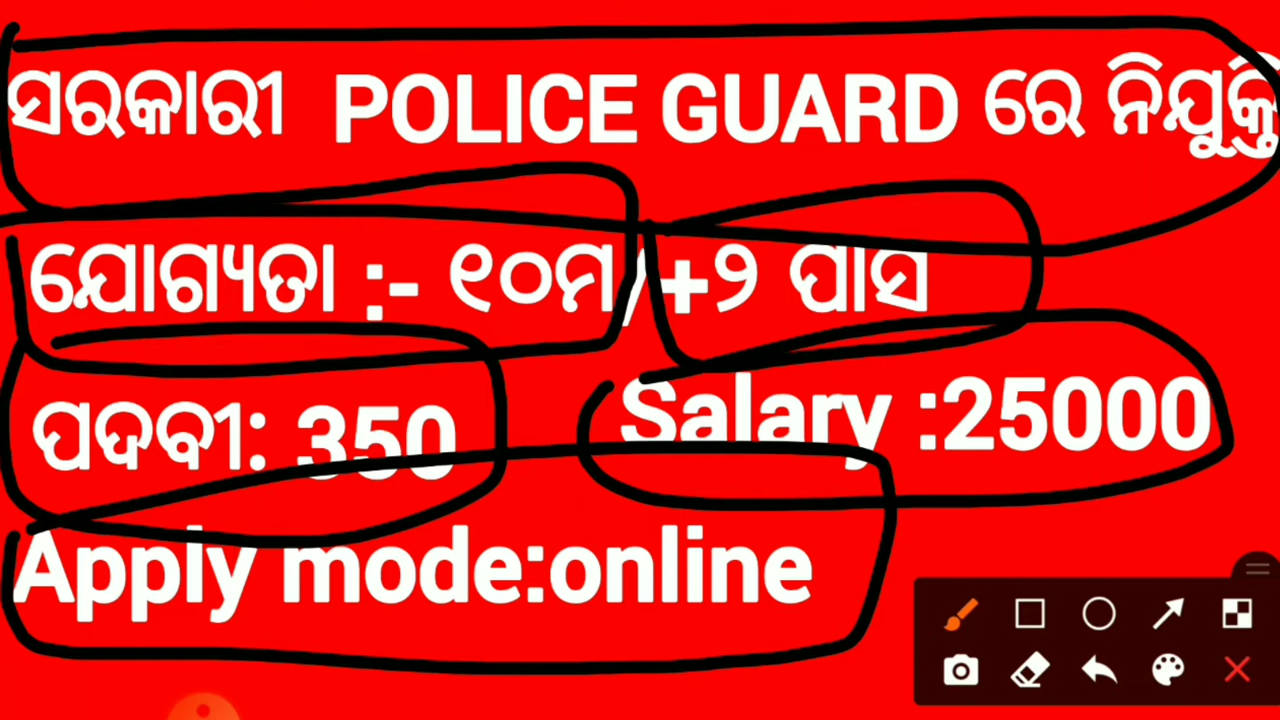 ସରକାରୀ POLICE GUARD ରେ ନିଯୁକ୍ତି
ଯୋଗ୍ୟତା :- ୧୦ମ/+୨ ପାସ
ପଦବୀ: 350 Salary :25000
Apply mode:online